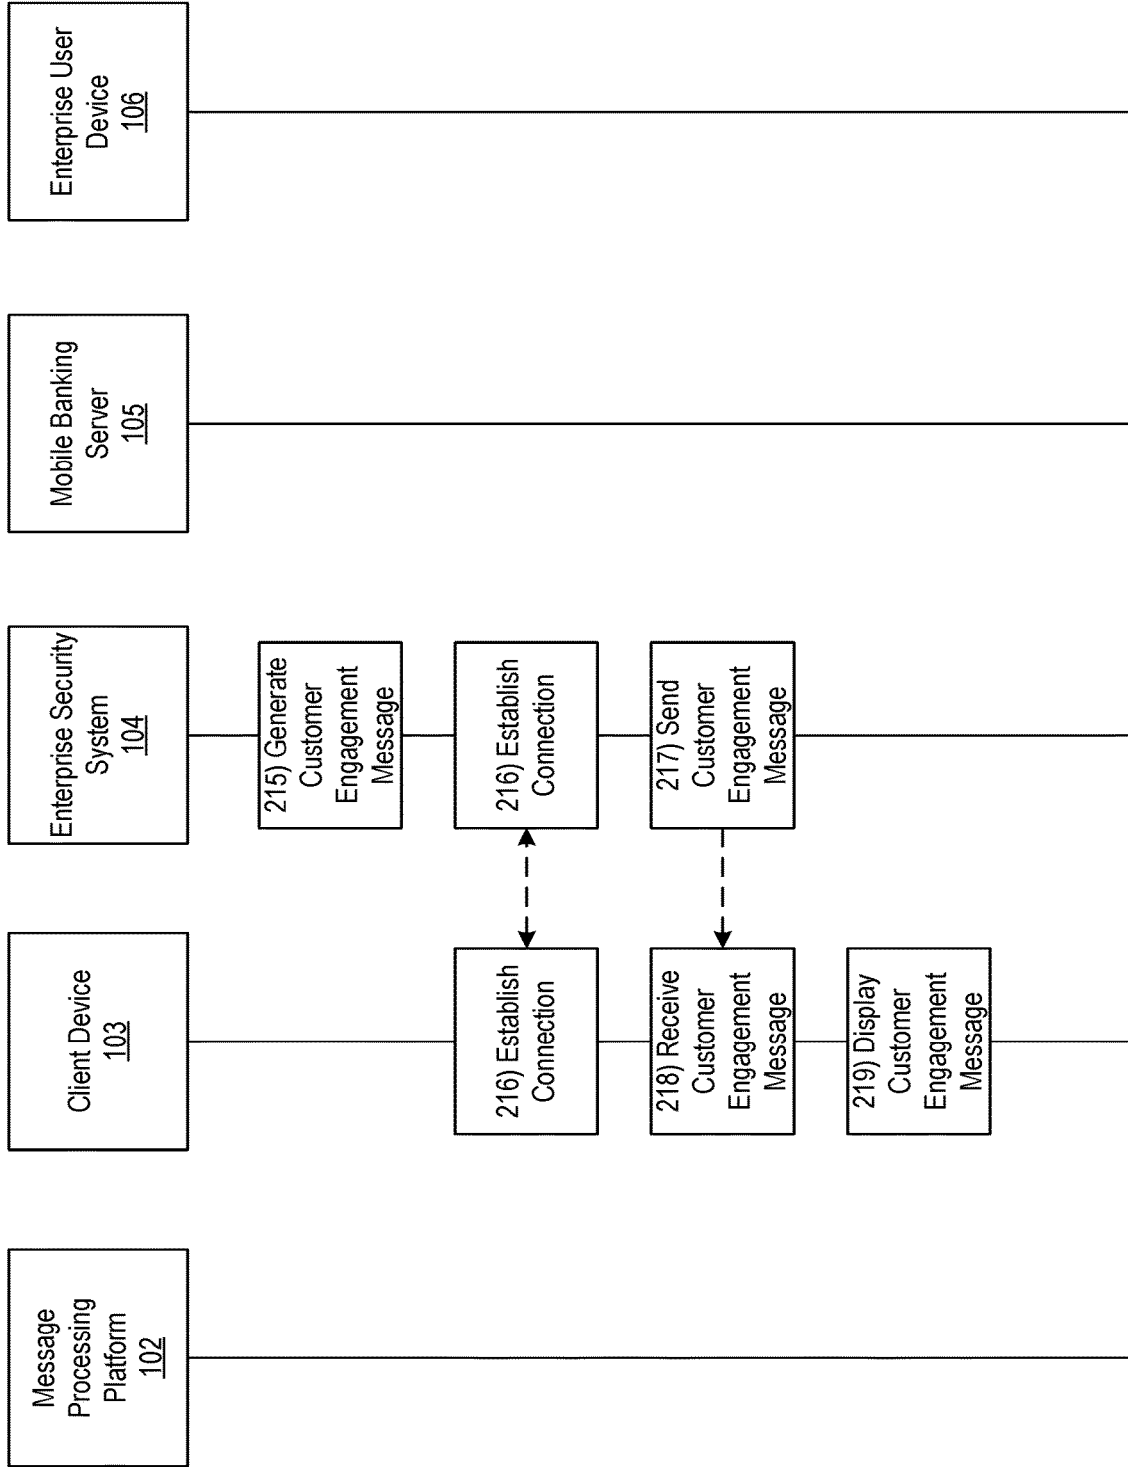 Message
Processing
Platform
102
Client Device
103
Enterprise Security
System
104
Mobile Banking
Server
105
Enterprise User
Device
106
215) Generate
Customer
Engagement
Message
216) Establish
Connection
216) Establish
Connection
218) Receive
Customer
Engagement
Message
217) Send
Customer
Engagement
Message
219) Display
Customer
Engagement
Message